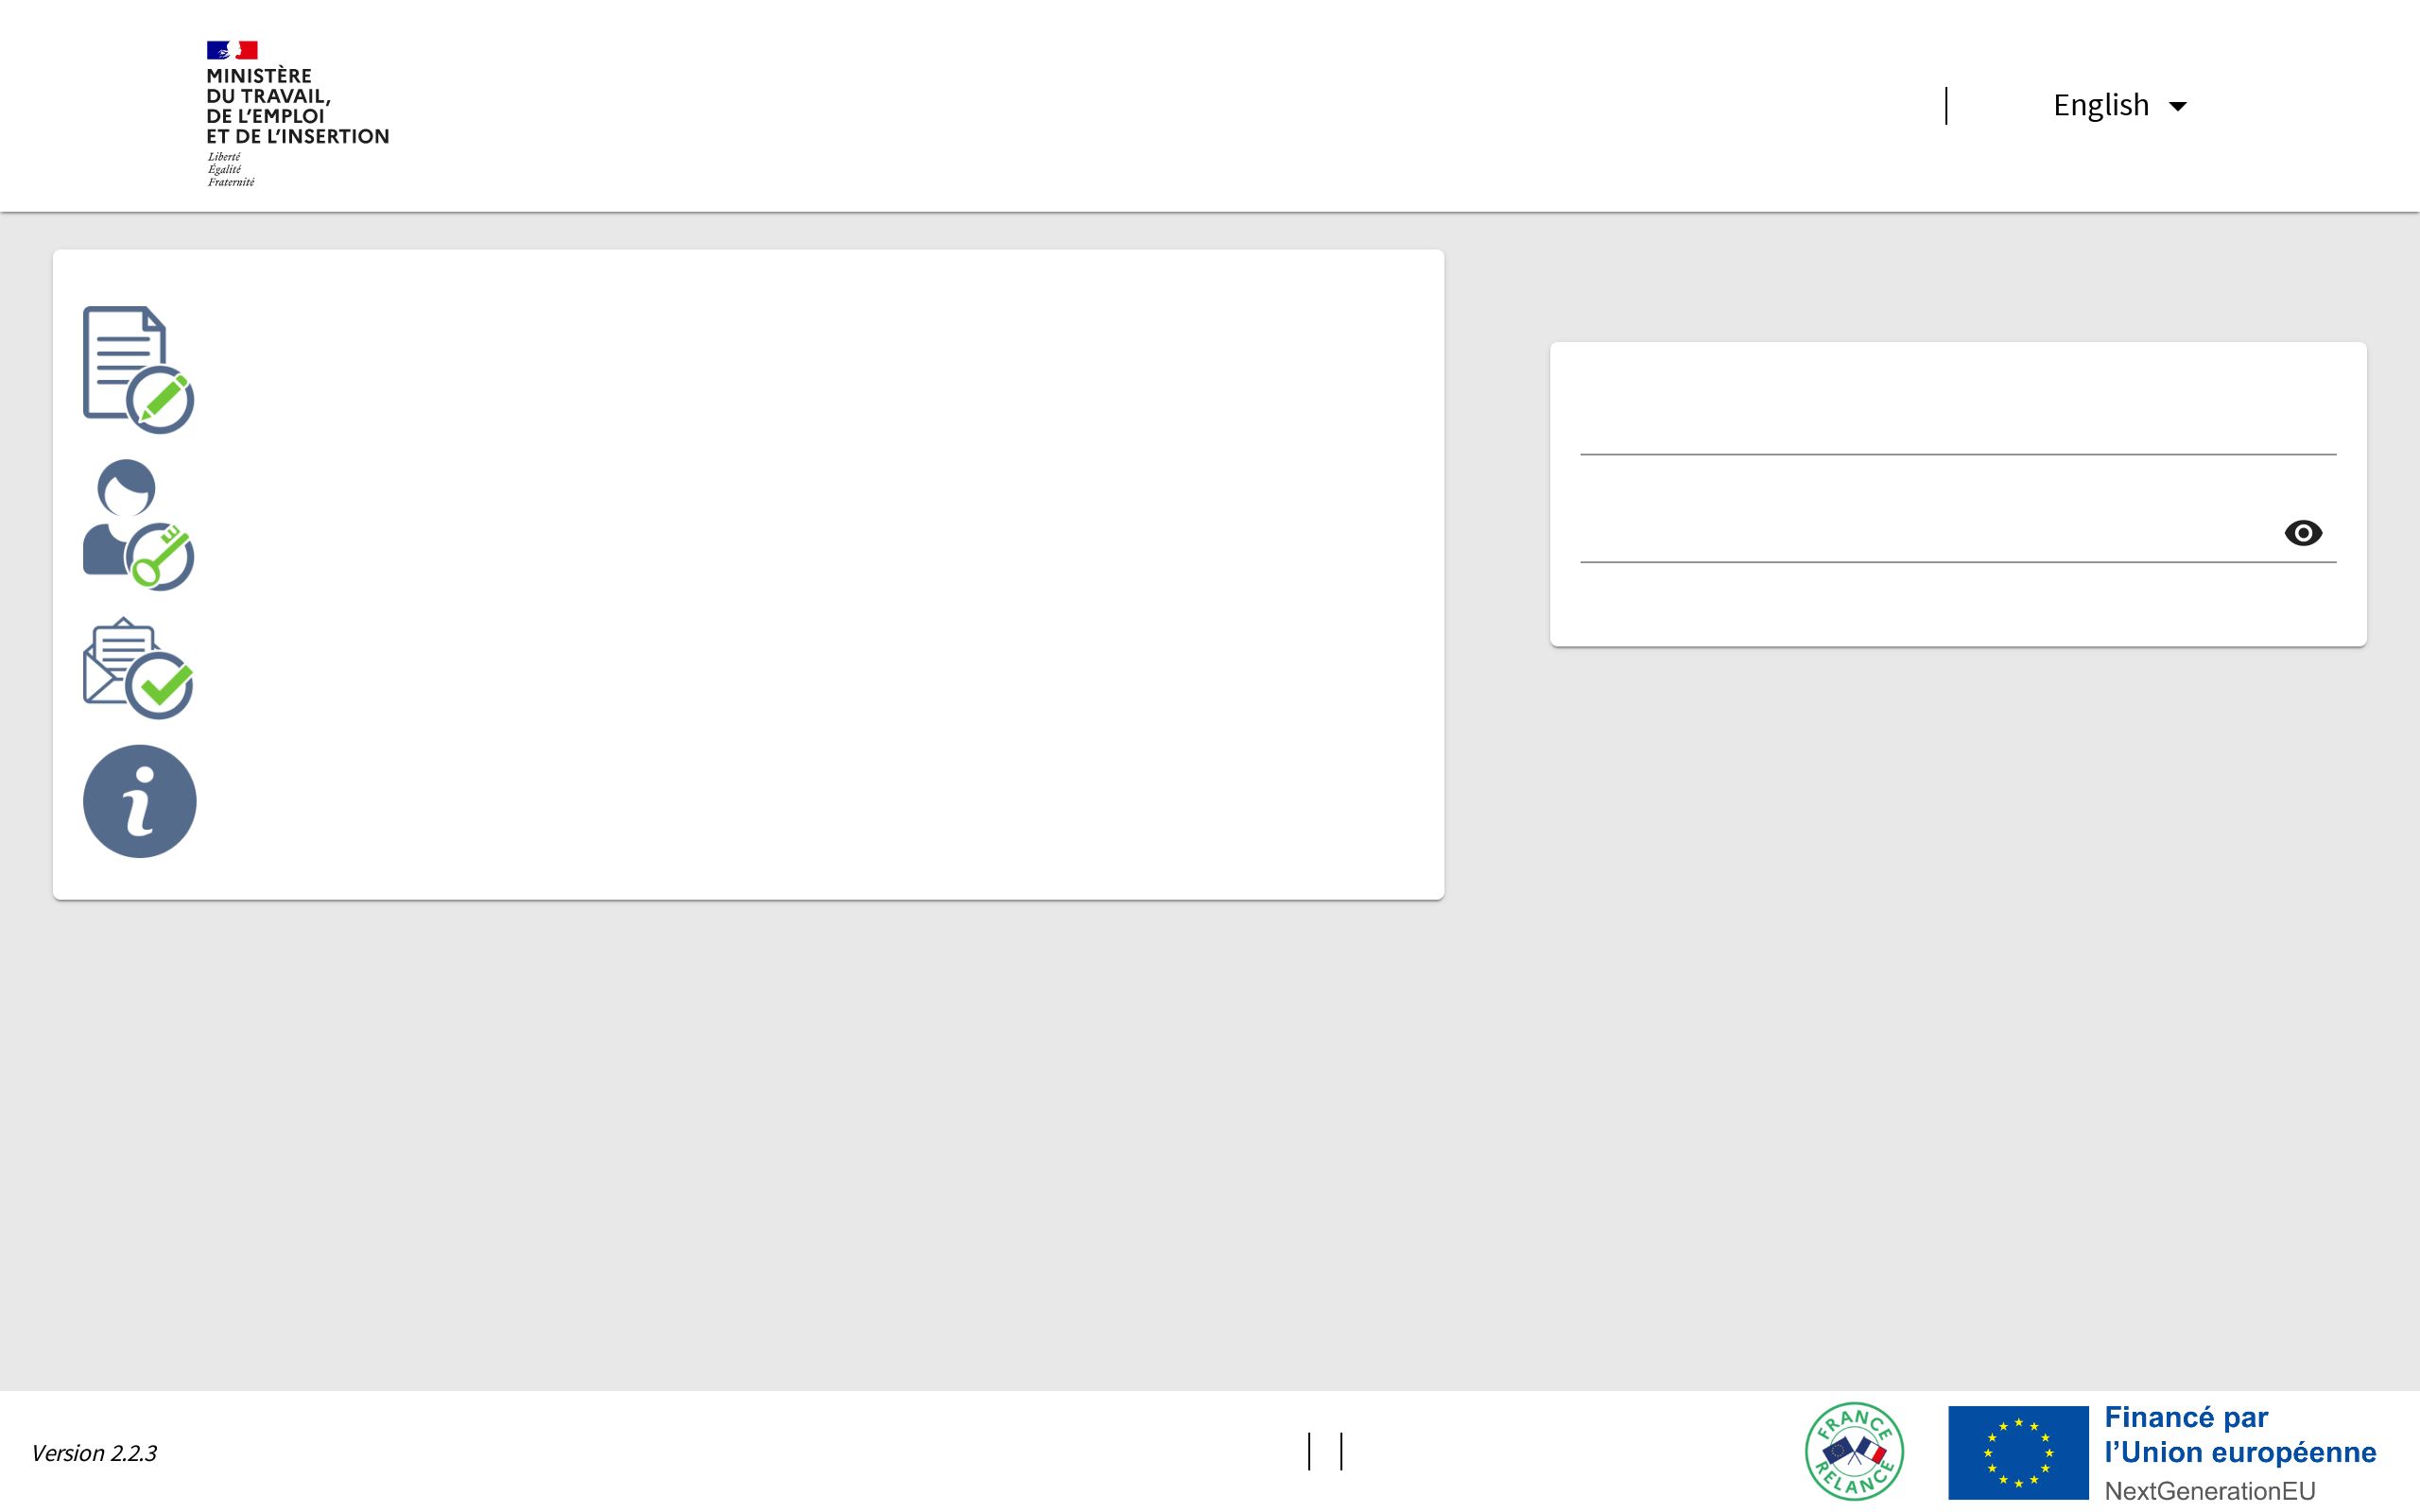 MINISTÈRE
DU TRAVAIL,
DE L'EMPLOI
ET DE L'INSERTION
Liberté
Égalité
Fraternité
English
Version 2.2.3
FRANCE
RELANCE
Financé par
l'Union européenne
NextGenerationEU